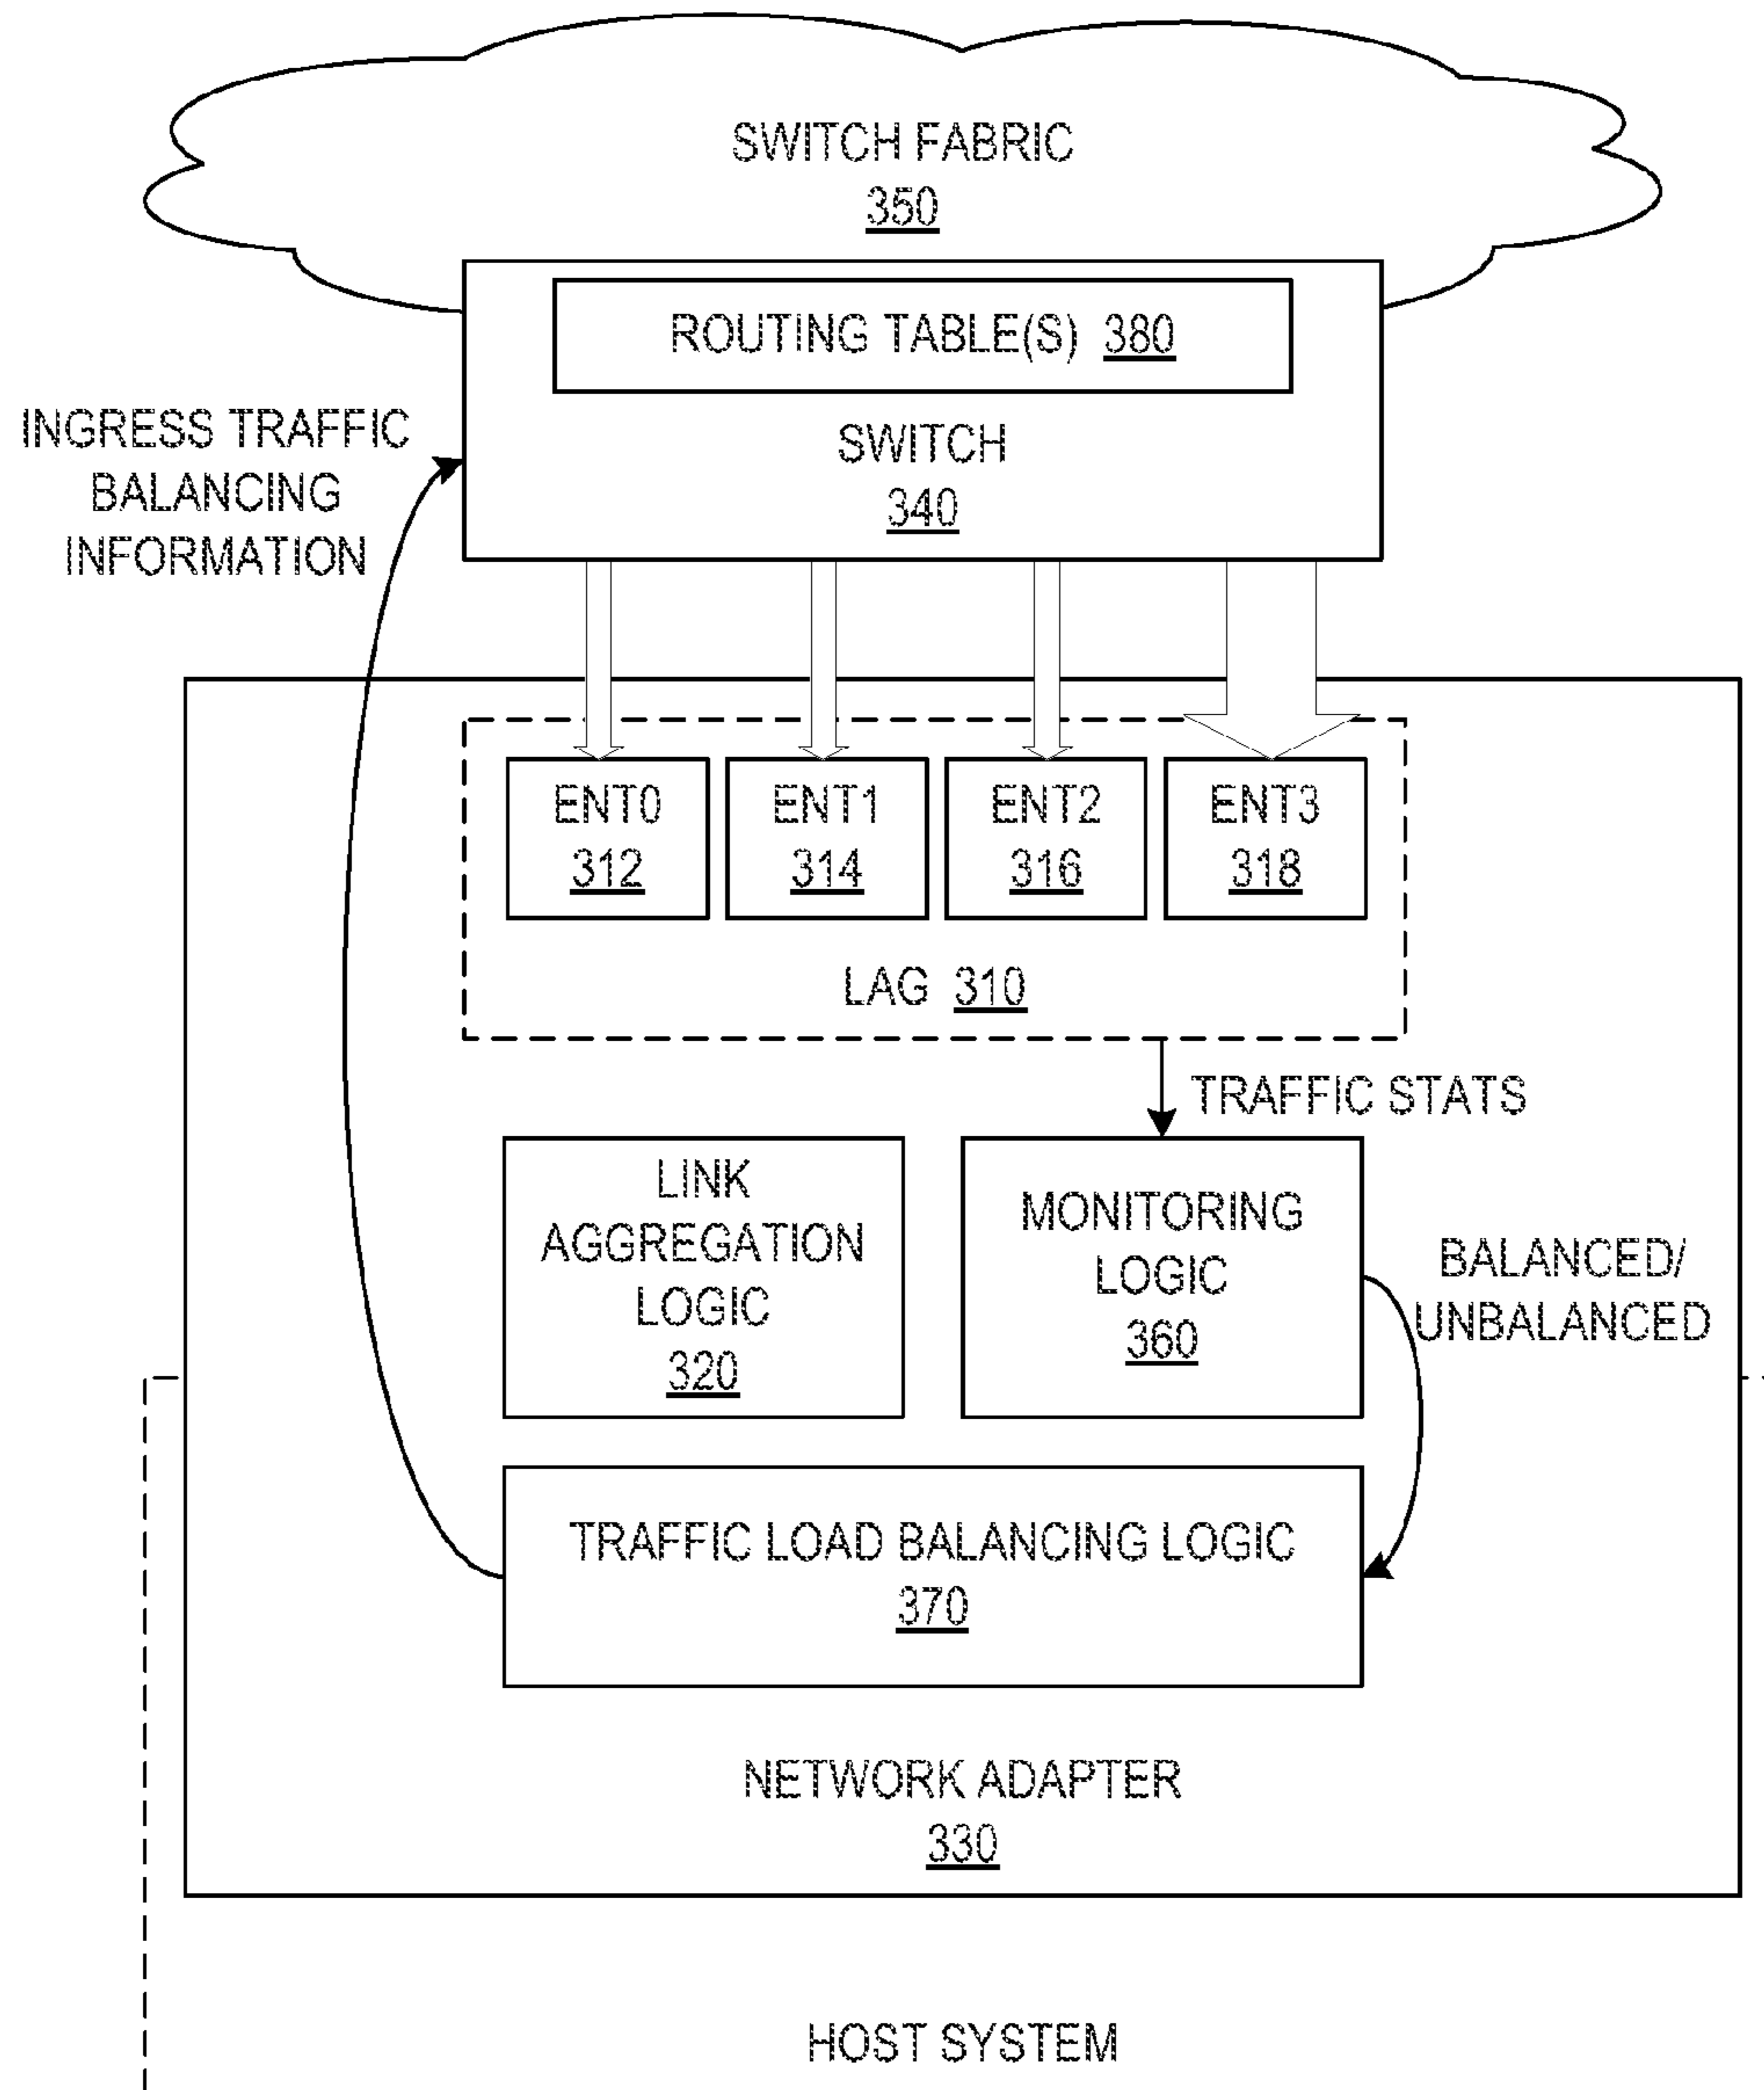 SWITCH FABRIC
350
ROUTING TABLE(S) 380
SWITCH
340
INGRESS TRAFFIC
BALANCING
INFORMATION
ENT0
312
ENT1
314
ENT2
316
ENT3
318
LAG 310
TRAFFIC STATS
LINK
AGGREGATION
LOGIC
320
MONITORING
LOGIC
360
BALANCED/
UNBALANCED
TRAFFIC LOAD BALANCING LOGIC
370
NETWORK ADAPTER
330
HOST SYSTEM